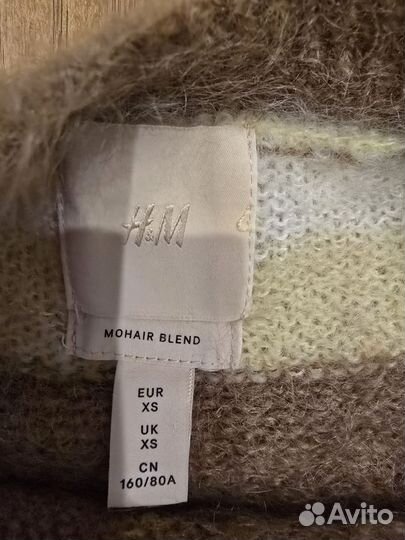 H&M
MOHAIR BLEND
EUR
XS
UK
XS
CN
160/80A
Avito